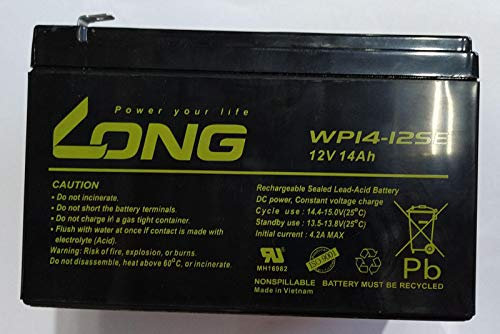 Power your life
LONG
WP14-12SE
12V 14Ah
CAUTION
• Do not incinerate.
• Do not short the battery terminals.
• Do not charge in a gas tight container.
• Flush with water at once if contact is made with
electrolyte (Acid).
Warning: Risk of fire, explosion, or burns.
Do not disassemble, heat above 60°C, or incinerate.
Rechargeable Sealed Lead-Acid Battery
DC power, Constant voltage charge
Cycle use : 14.4-15.0V(25°C)
Standby use : 13.5-13.8V(25°C)
Initial current : 4.2A MAX
MH16982
ISO 9001
Pb
NONSPILLABLE BATTERY MUST BE RECYCLED
Made in Vietnam